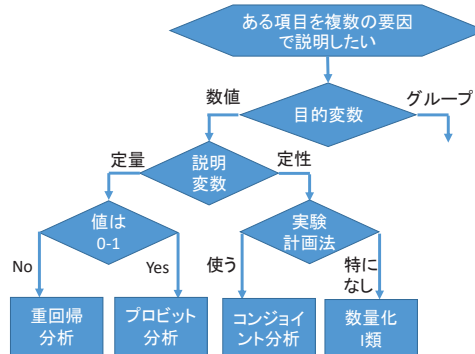 ある項目を複数の要因
で説明したい
数値
グループ
目的変数
定量
説明
変数
定性
値は
0-1
実験
計画法
No
Yes
使う
特に
なし
重回帰
分析
プロビット
分析
コンジョイ
ント分析
数量化
I類